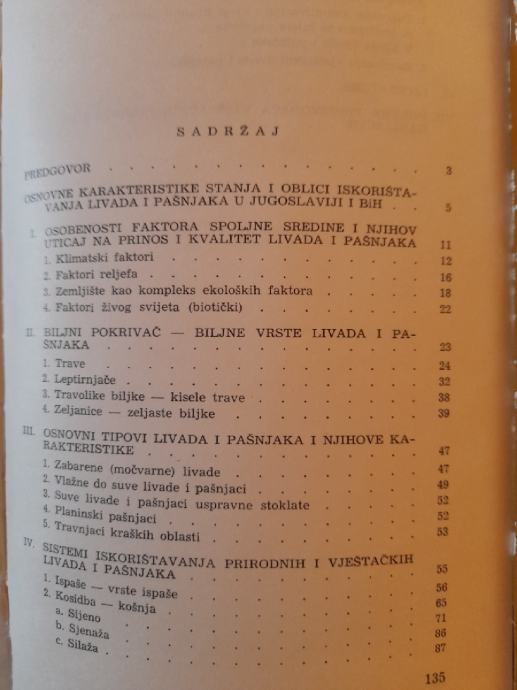 SADRŽAJ
PREDGOVOR . . . . . . . . . . . . 3
OSNOVNE KARAKTERISTIKE STANJA I OBLICI ISKORIŠTA-
VANJA LIVADA I PAŠNJAKA U JUGOSLAVIJI I BiH . . 5
I. OSOBENOSTI FAKTORA SPOLJNE SREDINE I NJIHOV
UTICAJ NA PRINOS I KVALITET LIVADA I PAŠNJAKA 11
1. Klimatski faktori . . . . . . . . . 12
2. Faktori reljefa . . . . . . . . . 16
3. Zemljište kao kompleks ekoloških faktora . . . 18
4. Faktori živog svijeta (biotički) . . . . . 22
II. BILJNI POKRIVAČ — BILJNE VRSTE LIVADA I PA-
ŠNJAKA . . . . . . . . . . 23
1. Trave . . . . . . . . . . 24
2. Leptirnjače . . . . . . . . . 32
3. Travolike biljke — kisele trave . . . . . 38
4. Zeljanice — zeljaste biljke . . . . . . 39
III. OSNOVNI TIPOVI LIVADA I PAŠNJAKA I NJIHOVE KA-
RAKTERISTIKE . . . . . . . . . 47
1. Zabarene (močvarne) livade . . . . . . 47
2. Vlažne do suve livade i pašnjaci . . . . . 49
3. Suve livade i pašnjaci uspravne stoklate . . . 52
4. Planinski pašnjaci . . . . . . . . 52
5. Travnjaci kraških oblasti . . . . . . 53
IV. SISTEMI ISKORIŠTAVANJA PRIRODNIH I VJEŠTAČKIH
LIVADA I PAŠNJAKA . . . . . . . 55
1. Ispaše — vrste ispaše . . . . . . . 56
2. Kosidba — košnja . . . . . . . . 65
a. Sijeno . . . . . . . . . 71
b. Sjenaža . . . . . . . . . 86
c. Silaža . . . . . . . . . 87
135